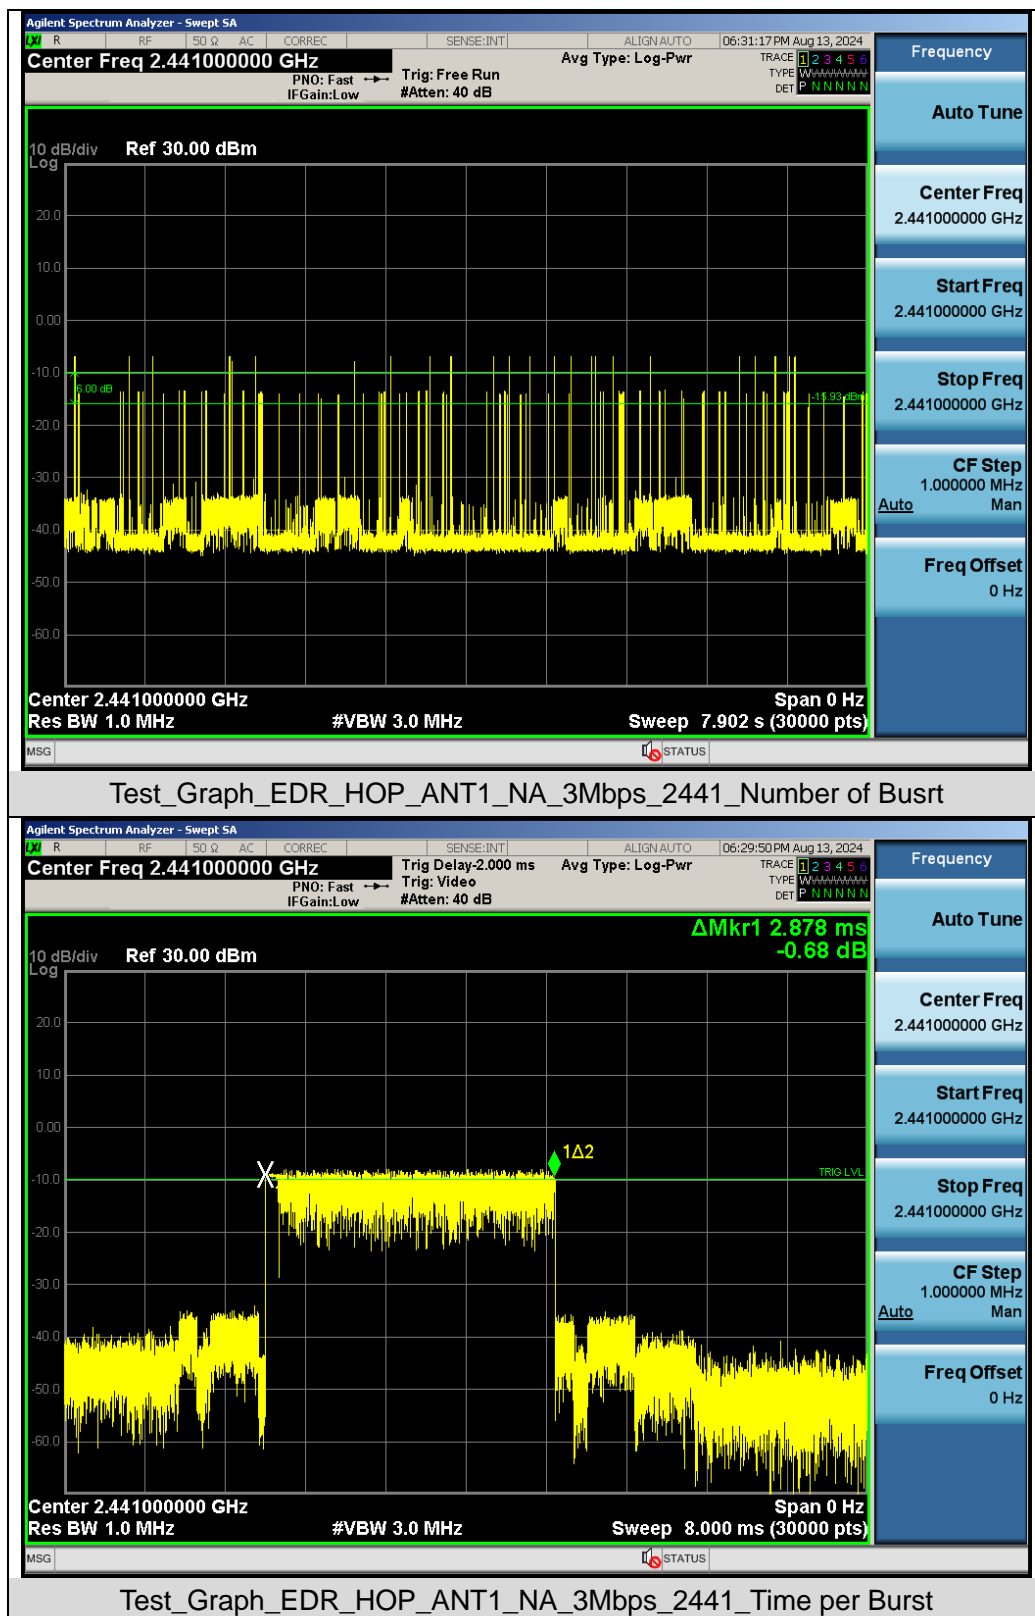 Agilent Spectrum Analyzer - Swept SA
LXI R RF 50 Ω AC CORREC SENSE:INT ALIGN AUTO 06:31:17 PM Aug 13, 2024
Center Freq 2.441000000 GHz
PNO: Fast
IFGain:Low
Trig: Free Run
#Atten: 40 dB
Avg Type: Log-Pwr
TRACE 1 2 3 4 5 6
TYPE W
DET P N N N N N
Frequency
Auto Tune
Center Freq
2.441000000 GHz
Start Freq
2.441000000 GHz
Stop Freq
2.441000000 GHz
CF Step
1.000000 MHz
Auto Man
Freq Offset
0 Hz
10 dB/div Ref 30.00 dBm
Log
20.0
10.0
0.00
-10.0
6.00 dB
-15.93 dBm
-20.0
-30.0
-40.0
-50.0
-60.0
Center 2.441000000 GHz Span 0 Hz
Res BW 1.0 MHz #VBW 3.0 MHz Sweep 7.902 s (30000 pts)
MSG STATUS
Test_Graph_EDR_HOP_ANT1_NA_3Mbps_2441_Number of Busrt
Agilent Spectrum Analyzer - Swept SA
LXI R RF 50 Ω AC CORREC SENSE:INT ALIGN AUTO 06:29:50 PM Aug 13, 2024
Center Freq 2.441000000 GHz
PNO: Fast
IFGain:Low
Trig Delay-2.000 ms
Trig: Video
#Atten: 40 dB
Avg Type: Log-Pwr
TRACE 1 2 3 4 5 6
TYPE W
DET P N N N N N
Frequency
Auto Tune
Center Freq
2.441000000 GHz
Start Freq
2.441000000 GHz
Stop Freq
2.441000000 GHz
CF Step
1.000000 MHz
Auto Man
Freq Offset
0 Hz
ΔMkr1 2.878 ms
-0.68 dB
10 dB/div Ref 30.00 dBm
Log
20.0
10.0
0.00
1Δ2
X
TRIG LVL
-10.0
-20.0
-30.0
-40.0
-50.0
-60.0
Center 2.441000000 GHz Span 0 Hz
Res BW 1.0 MHz #VBW 3.0 MHz Sweep 8.000 ms (30000 pts)
MSG STATUS
Test_Graph_EDR_HOP_ANT1_NA_3Mbps_2441_Time per Burst